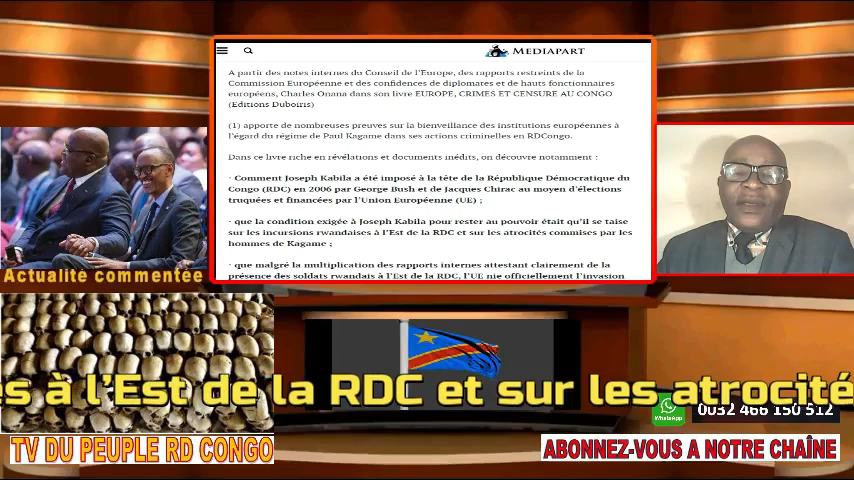 MEDIAPART
A partir des notes internes du Conseil de l'Europe, des rapports restreints de la
Commission Européenne et des confidences de diplomates et de hauts fonctionnaires
européens, Charles Onana dans son livre EUROPE, CRIMES ET CENSURE AU CONGO
(Editions Duboiris)
(1) apporte de nombreuses preuves sur la bienveillance des institutions européennes à
l'égard du régime de Paul Kagame dans ses actions criminelles en RDCongo.
Dans ce livre riche en révélations et documents inédits, on découvre notamment :
· Comment Joseph Kabila a été imposé à la tête de la République Démocratique du
Congo (RDC) en 2006 par George Bush et de Jacques Chirac au moyen d'élections
truquées et financées par l'Union Européenne (UE) ;
· que la condition exigée à Joseph Kabila pour rester au pouvoir était qu'il se taise
sur les incursions rwandaises à l'Est de la RDC et sur les atrocités commises par les
hommes de Kagame ;
· que malgré la multiplication des rapports internes attestant clairement de la
présence des soldats rwandais à l'Est de la RDC, l'UE nie officiellement l'invasion
Actualité commentée
és à l'Est de la RDC et sur les atrocité
WhatsApp
0032 466 150 512
TV DU PEUPLE RD CONGO
ABONNEZ-VOUS A NOTRE CHAÎNE